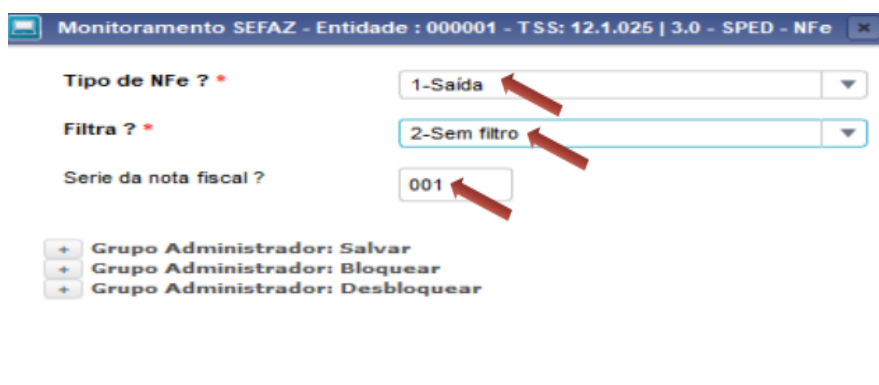 Monitoramento SEFAZ - Entidade : 000001 - TSS: 12.1.025 | 3.0 - SPED - NFe
Tipo de NFe ? * 1-Saída
Filtra ? * 2-Sem filtro
Serie da nota fiscal ? 001
+ Grupo Administrador: Salvar
+ Grupo Administrador: Bloquear
+ Grupo Administrador: Desbloquear